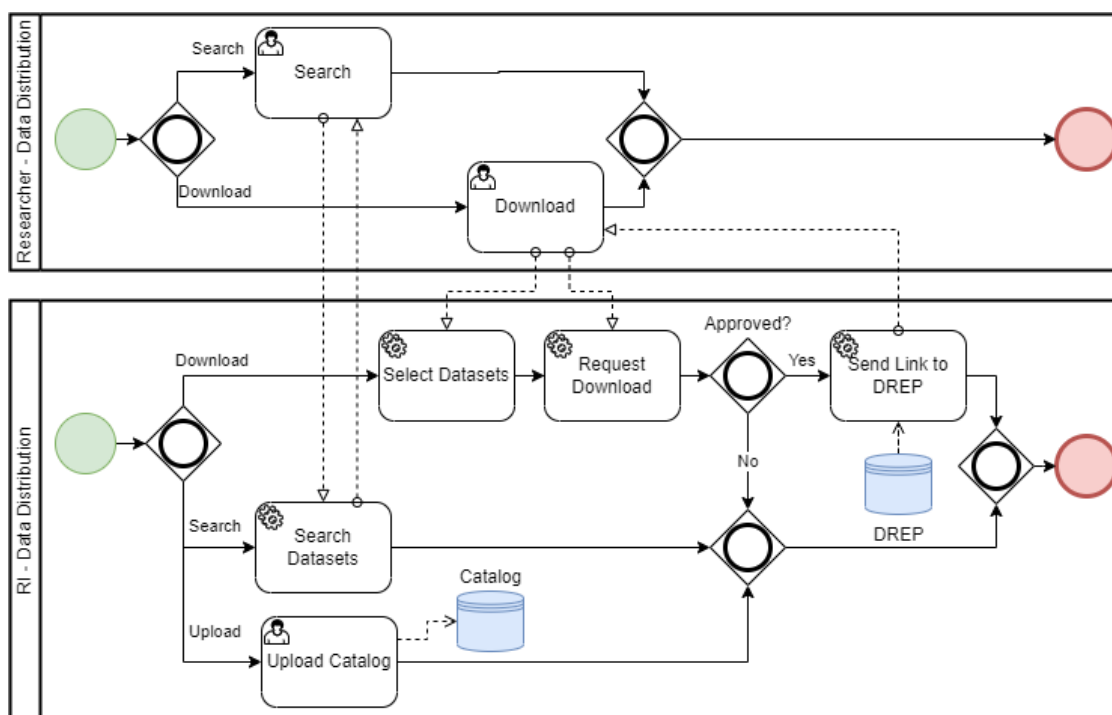 Researcher - Data Distribution
Search
Search
Download
Download
RI - Data Distribution
Download
Select Datasets
Request
Download
Approved?
Yes
Send Link to
DREP
No
DREP
Search
Search
Datasets
Catalog
Upload
Upload Catalog